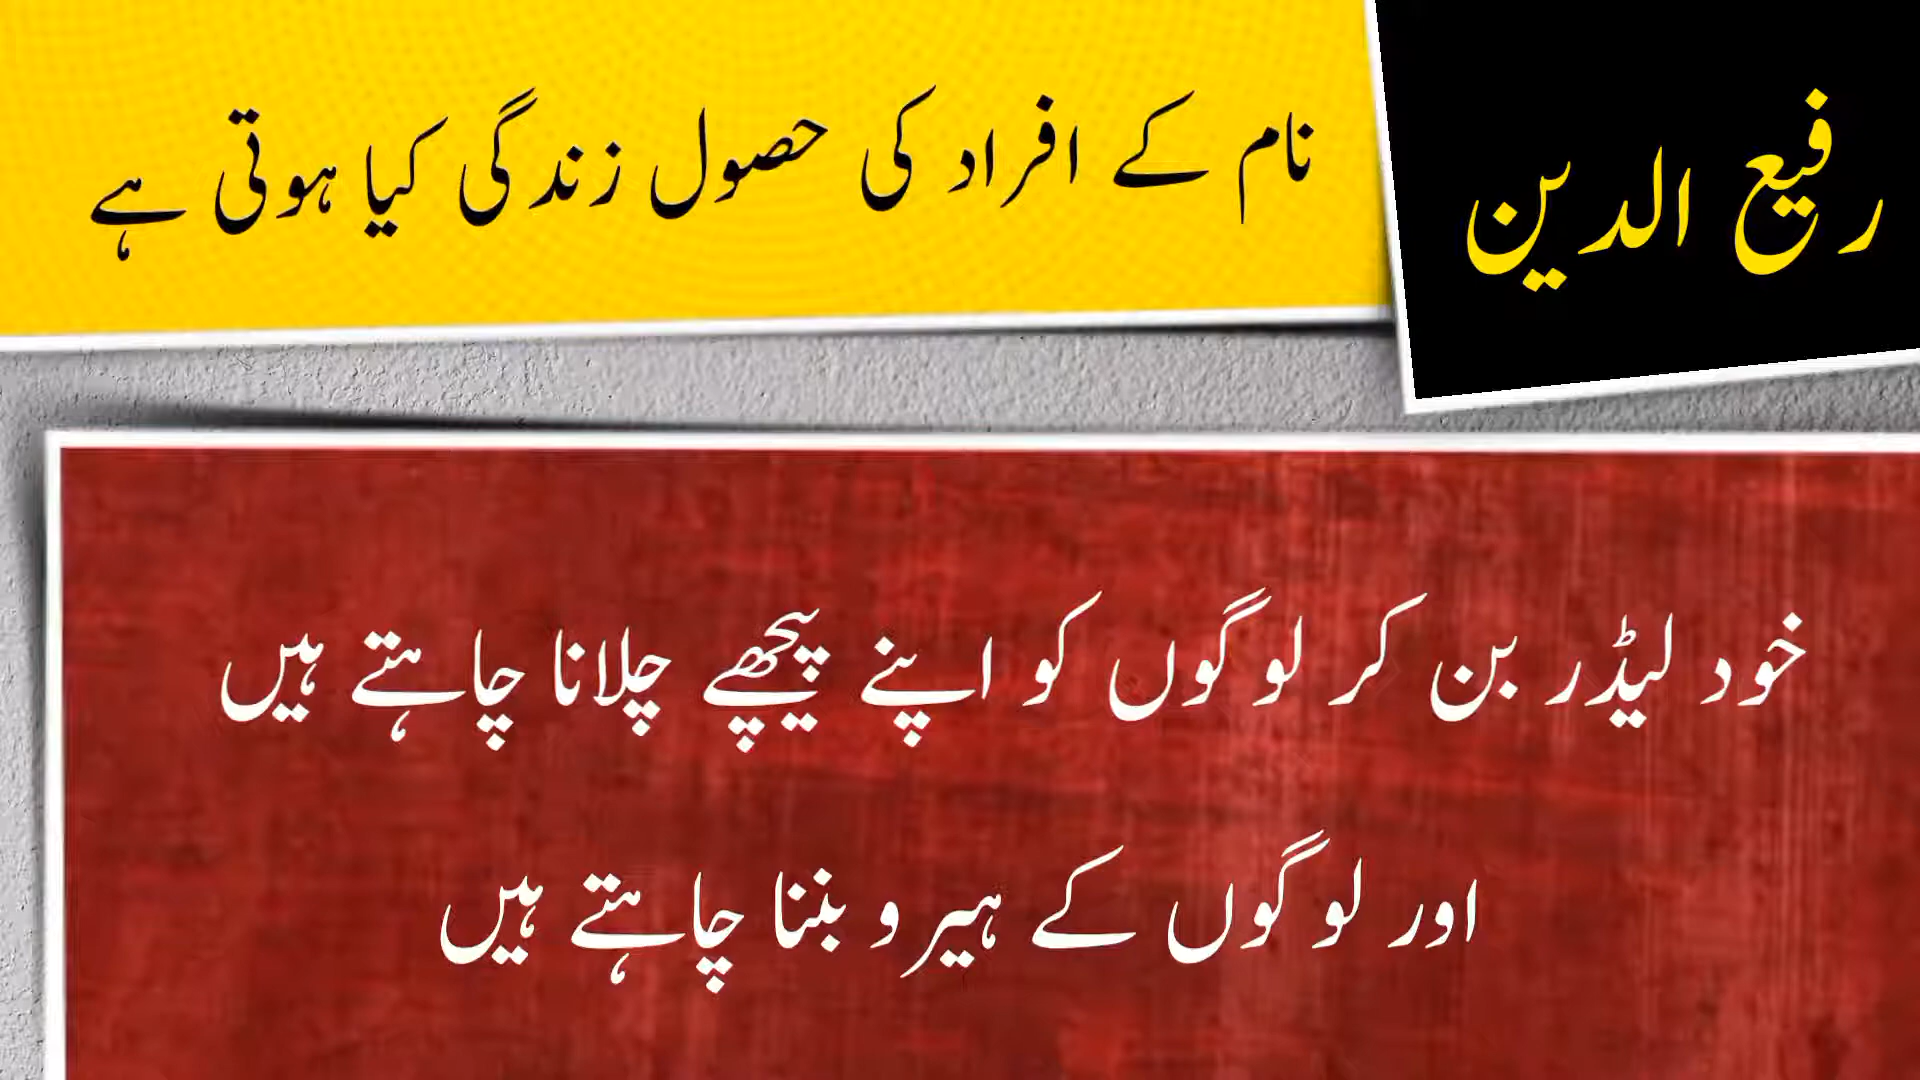 رفیع الدین
نام کے افراد کی حصول زندگی کیا ہوتی ہے
خود لیڈر بن کر لوگوں کو اپنے پیچھے چلانا چاہتے ہیں
اور لوگوں کے ہیرو بننا چاہتے ہیں